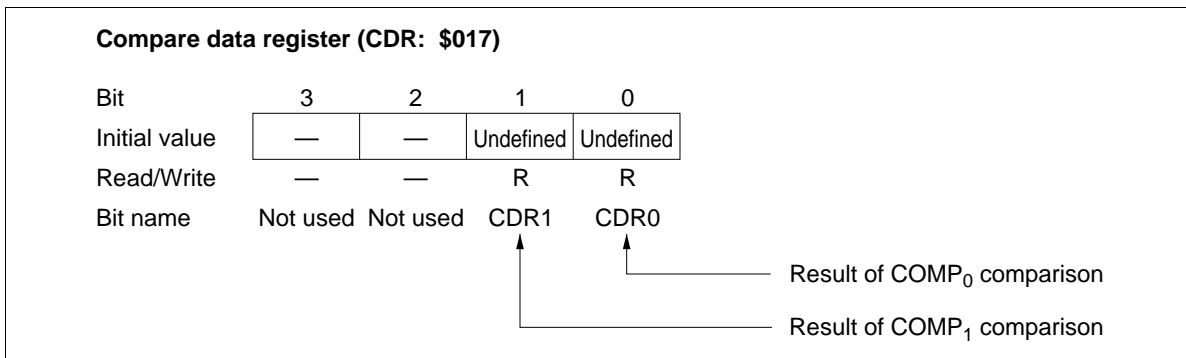 Compare data register (CDR: $017)
Bit 3 2 1 0
Initial value — — Undefined Undefined
Read/Write — — R R
Bit name Not used Not used CDR1 CDR0
Result of COMP0 comparison
Result of COMP1 comparison